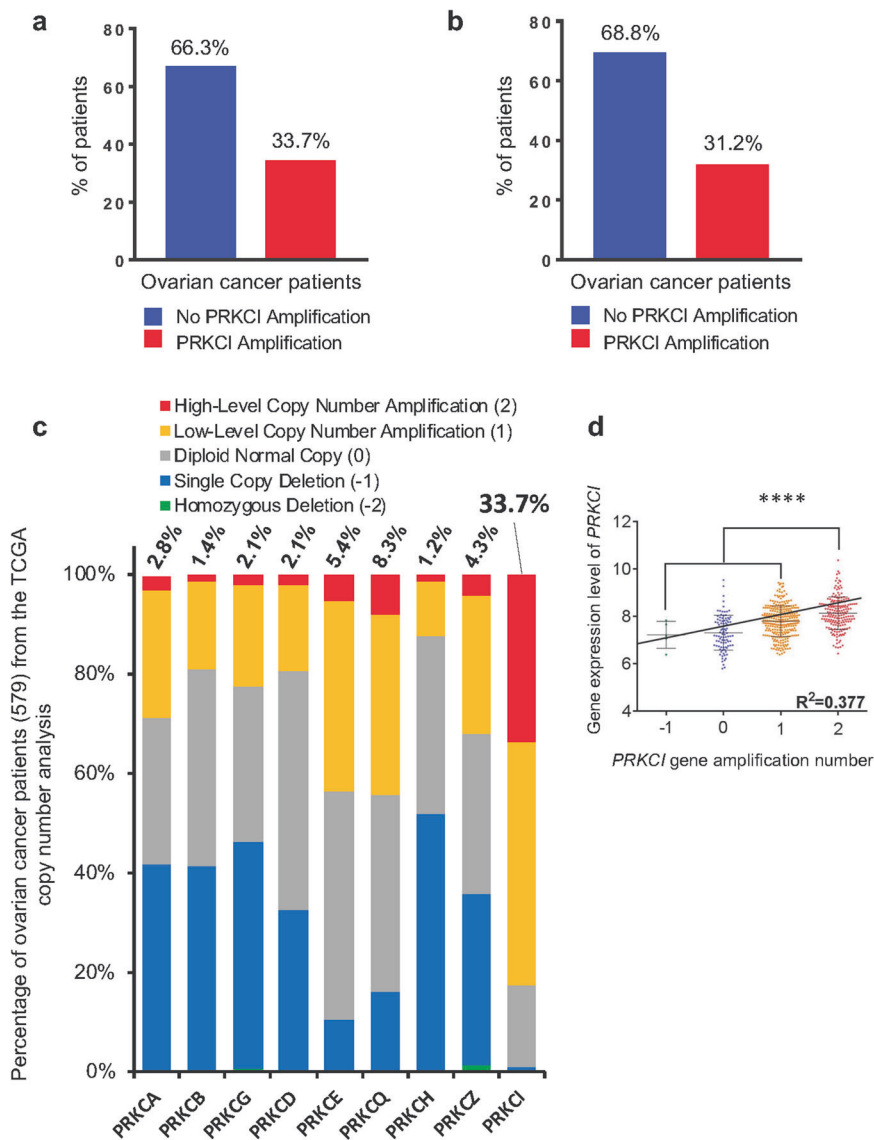 a
80
60
40
20
0
% of patients
66.3%
33.7%
Ovarian cancer patients
No PRKCI Amplification
PRKCI Amplification
b
80
60
40
20
0
% of patients
68.8%
31.2%
Ovarian cancer patients
No PRKCI Amplification
PRKCI Amplification
c
High-Level Copy Number Amplification (2)
Low-Level Copy Number Amplification (1)
Diploid Normal Copy (0)
Single Copy Deletion (-1)
Homozygous Deletion (-2)
33.7%
2.8%
1.4%
2.1%
2.1%
5.4%
8.3%
1.2%
4.3%
100%
80%
60%
40%
20%
0%
Percentage of ovarian cancer patients (579) from the TCGA
copy number analysis
PRKCA
PRKCB
PRKCG
PRKCD
PRKCE
PRKCQ
PRKCH
PRKCZ
PRKCI
d
****
12
10
8
6
4
Gene expression level of PRKCI
R²=0.377
-1 0 1 2
PRKCI gene amplification number